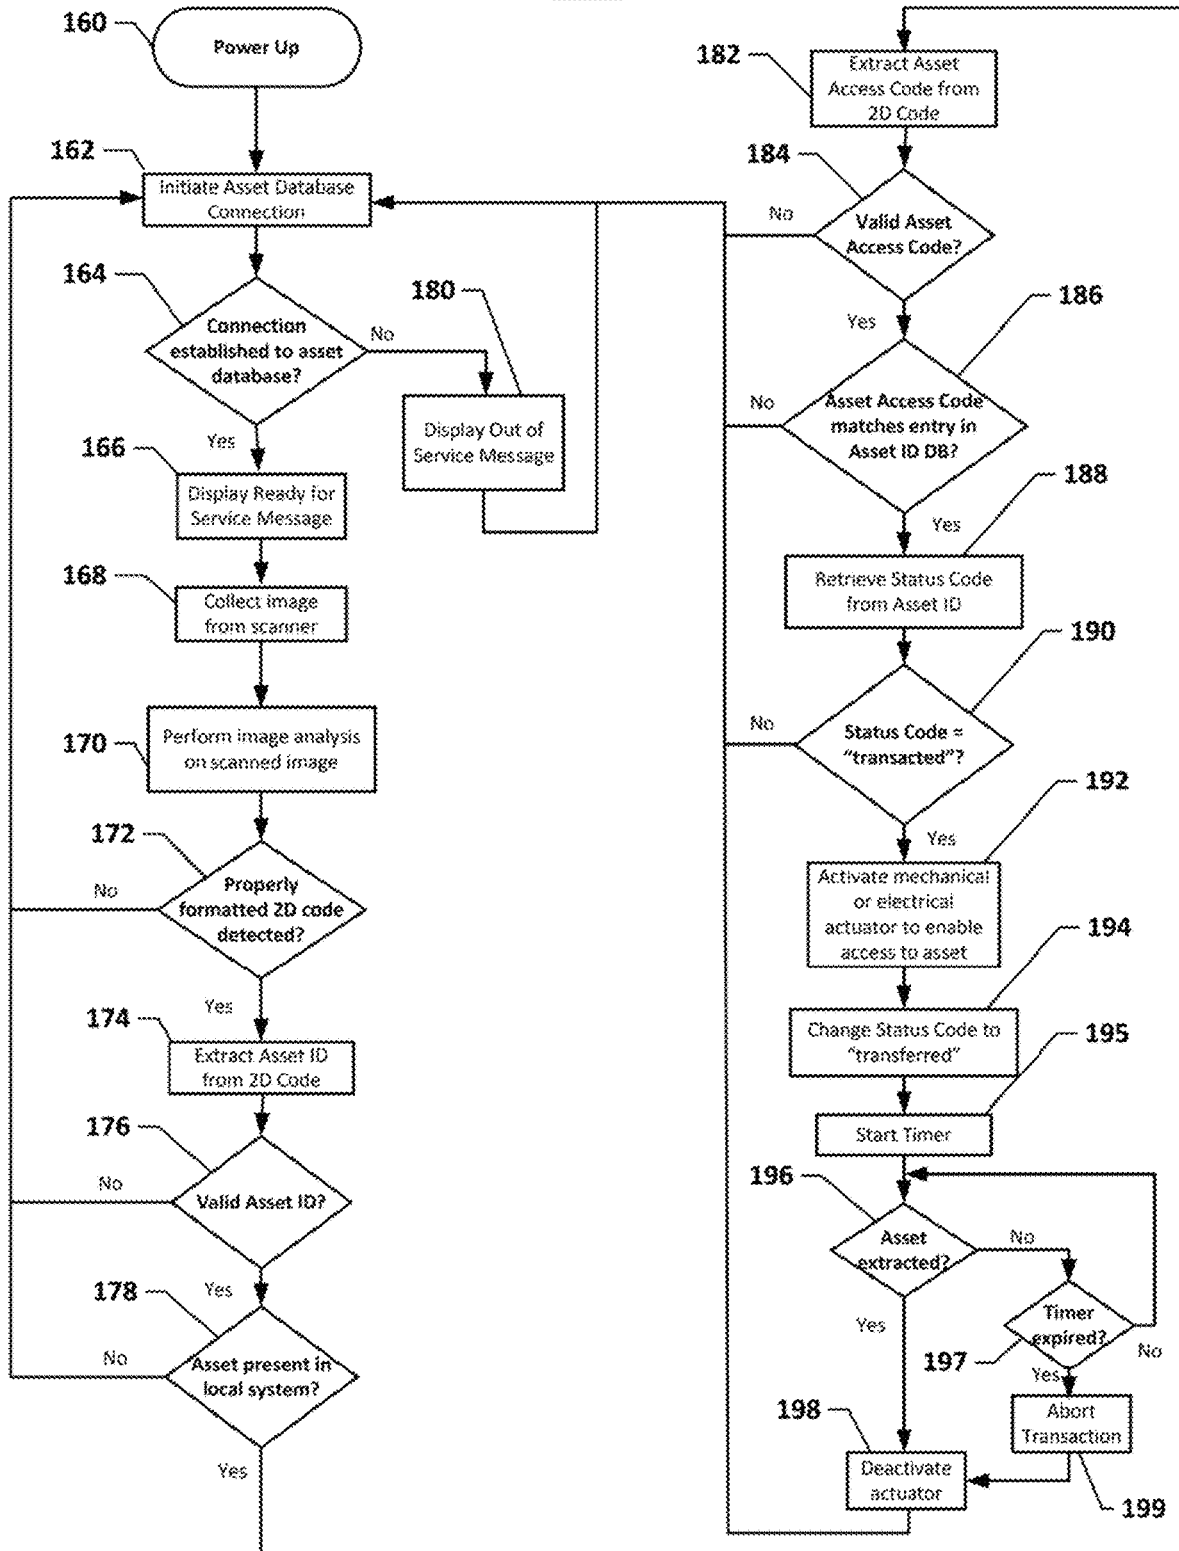 160
Power Up
162
Initiate Asset Database
Connection
164
Connection
established to asset
database?
No
Yes
180
Display Out of
Service Message
166
Display Ready for
Service Message
168
Collect image
from scanner
170
Perform image analysis
on scanned image
172
Properly
formatted 2D code
detected?
No
Yes
174
Extract Asset ID
from 2D Code
176
Valid Asset ID?
No
Yes
178
Asset present in
local system?
No
Yes
182
Extract Asset
Access Code from
2D Code
184
Valid Asset
Access Code?
No
Yes
186
Asset Access Code
matches entry in
Asset ID DB?
No
Yes
188
Retrieve Status Code
from Asset ID
190
Status Code =
“transacted”?
No
Yes
192
Activate mechanical
or electrical
actuator to enable
access to asset
194
Change Status Code to
“transferred”
195
Start Timer
196
Asset
extracted?
No
Yes
197
Timer
expired?
No
Yes
199
Abort
Transaction
198
Deactivate
actuator